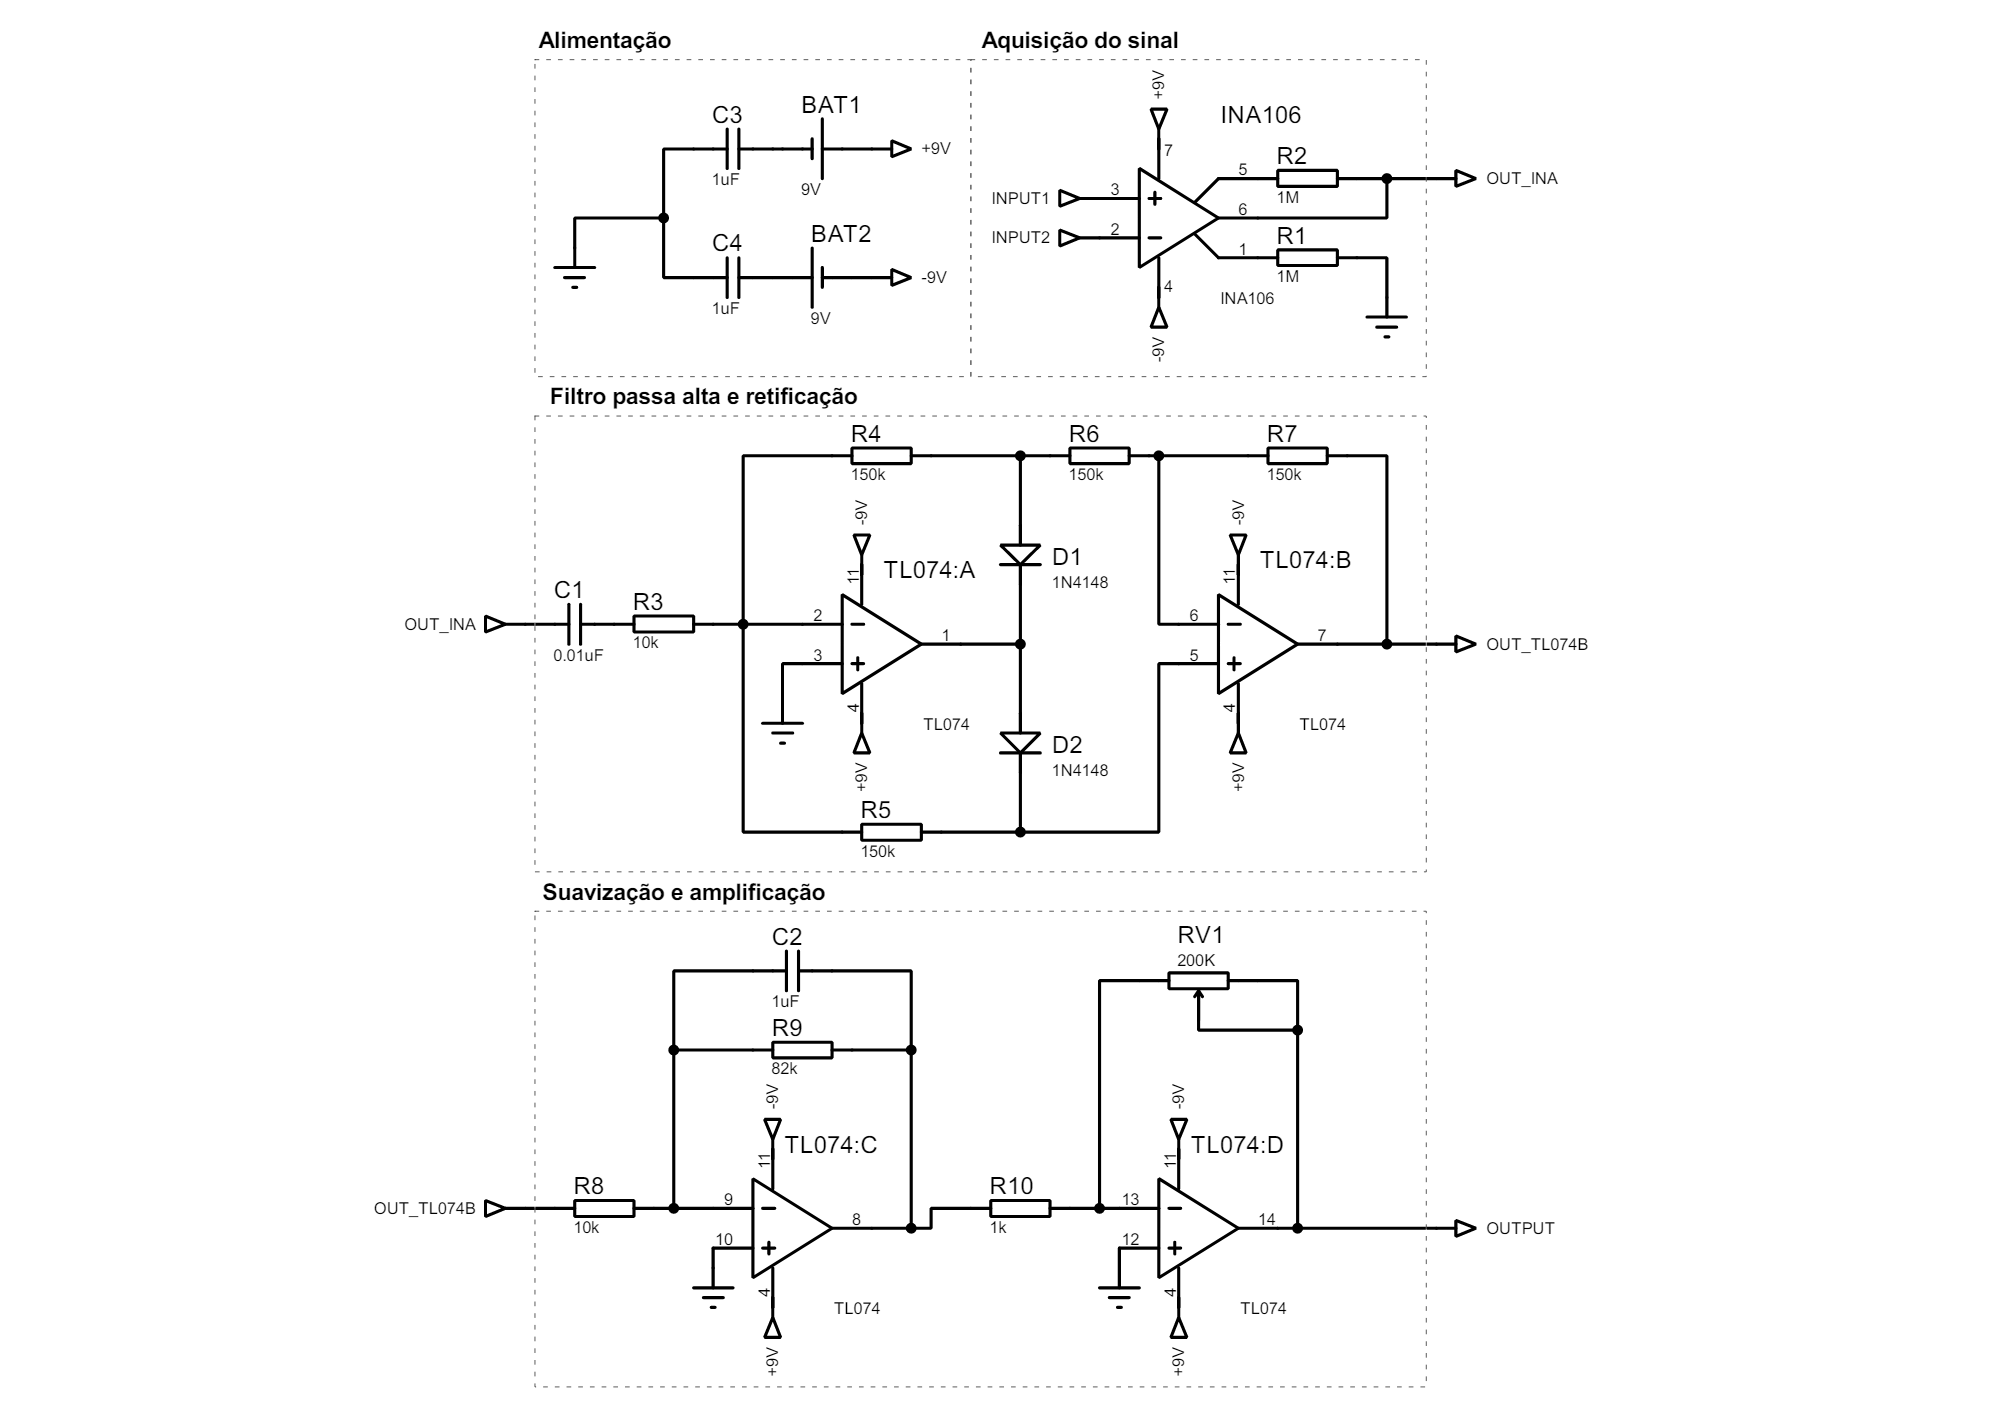 Alimentação
Aquisição do sinal
C3
1uF
BAT1
9V
+9V
C4
1uF
BAT2
9V
-9V
+9V
7
INA106
INPUT1
3
INPUT2
2
5
R2
1M
OUT_INA
6
1
R1
1M
4
INA106
-9V
Filtro passa alta e retificação
R4
150k
R6
150k
R7
150k
-9V
11
TL074:A
D1
1N4148
-9V
11
TL074:B
OUT_INA
C1
0.01uF
R3
10k
2
3
1
4
+9V
TL074
6
5
7
OUT_TL074B
4
+9V
TL074
D2
1N4148
R5
150k
Suavização e amplificação
C2
1uF
R9
82k
RV1
200K
-9V
11
TL074:C
-9V
11
TL074:D
OUT_TL074B
R8
10k
9
10
8
4
+9V
TL074
R10
1k
13
12
14
OUTPUT
4
+9V
TL074